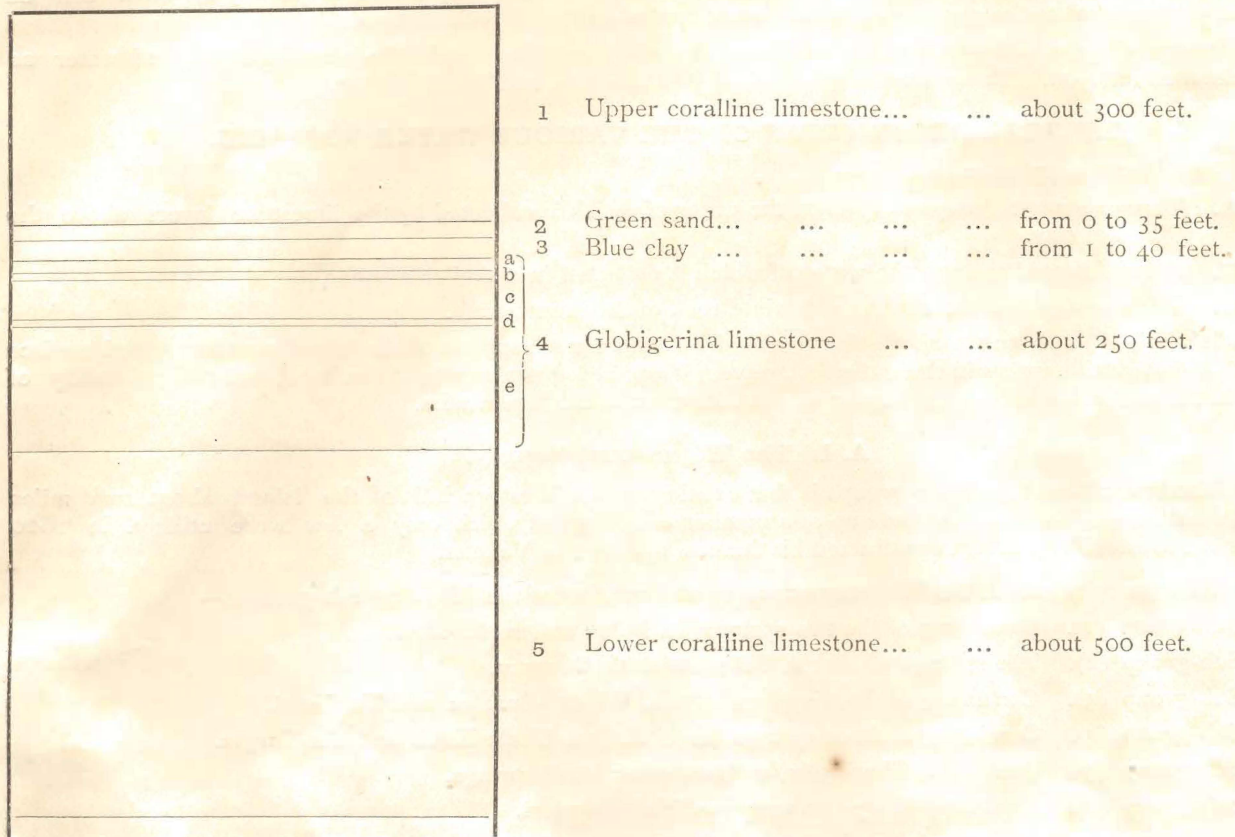 1 Upper coralline limestone... ... about 300 feet.
2 Green sand... ... ... ... from 0 to 35 feet.
3 Blue clay ... ... ... ... from 1 to 40 feet.
a
b
c
d
4 Globigerina limestone ... ... about 250 feet.
e
5 Lower coralline limestone... ... about 500 feet.